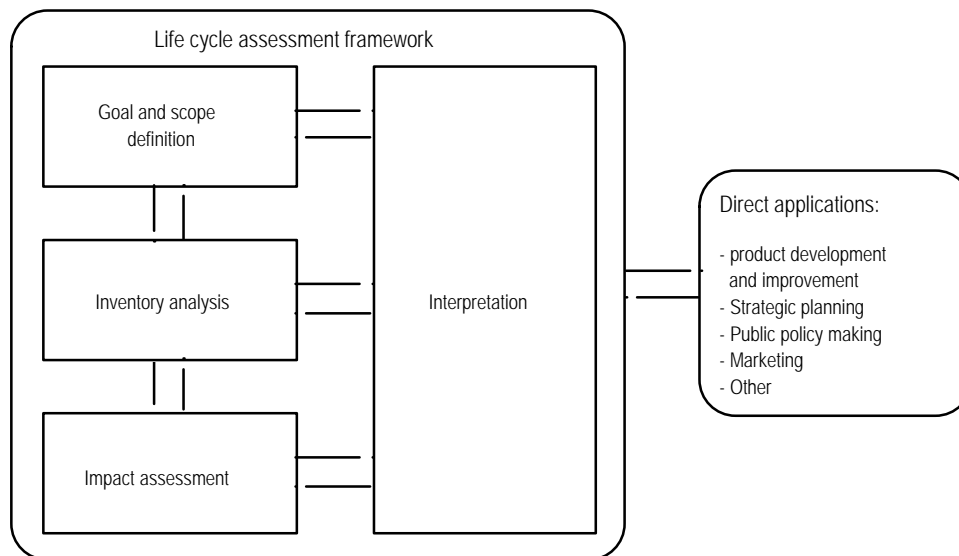 Life cycle assessment framework
Goal and scope
definition
Inventory analysis
Impact assessment
Interpretation
Direct applications:
- product development
and improvement
- Strategic planning
- Public policy making
- Marketing
- Other